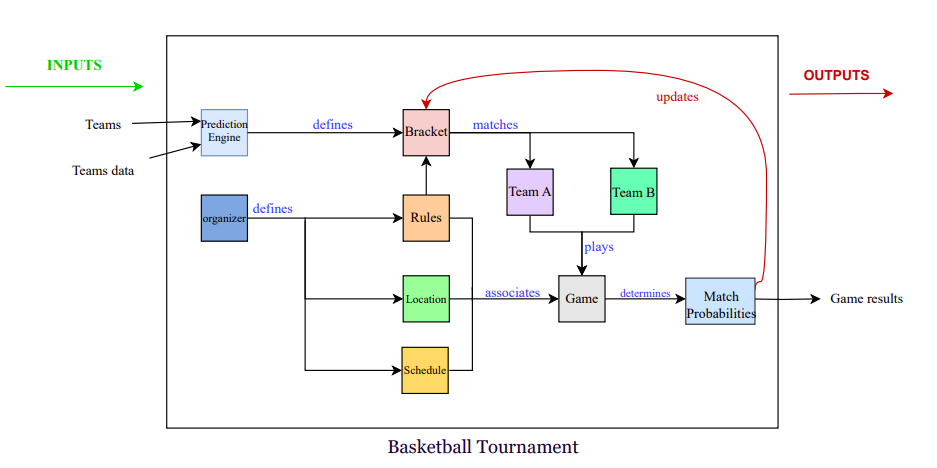 INPUTS
OUTPUTS
updates
Teams
Prediction
Engine
defines
Bracket
matches
Teams data
Team A
Team B
organizer
defines
Rules
plays
Location
associates
Game
determines
Match
Probabilities
Game results
Schedule
Basketball Tournament